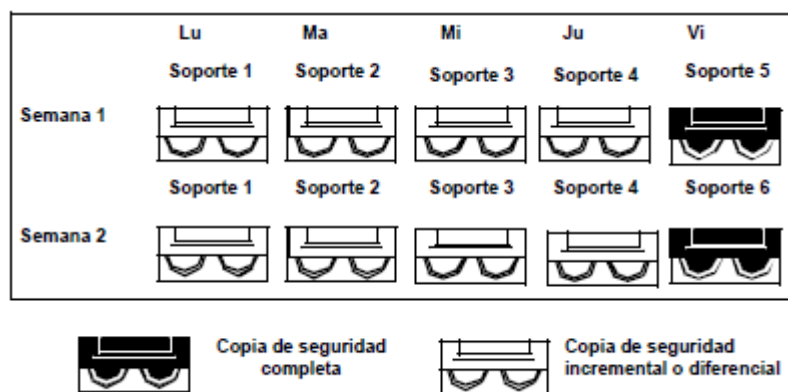 Lu Ma Mi Ju Vi
Soporte 1 Soporte 2 Soporte 3 Soporte 4 Soporte 5
Semana 1
Soporte 1 Soporte 2 Soporte 3 Soporte 4 Soporte 6
Semana 2
Copia de seguridad
completa
Copia de seguridad
incremental o diferencial